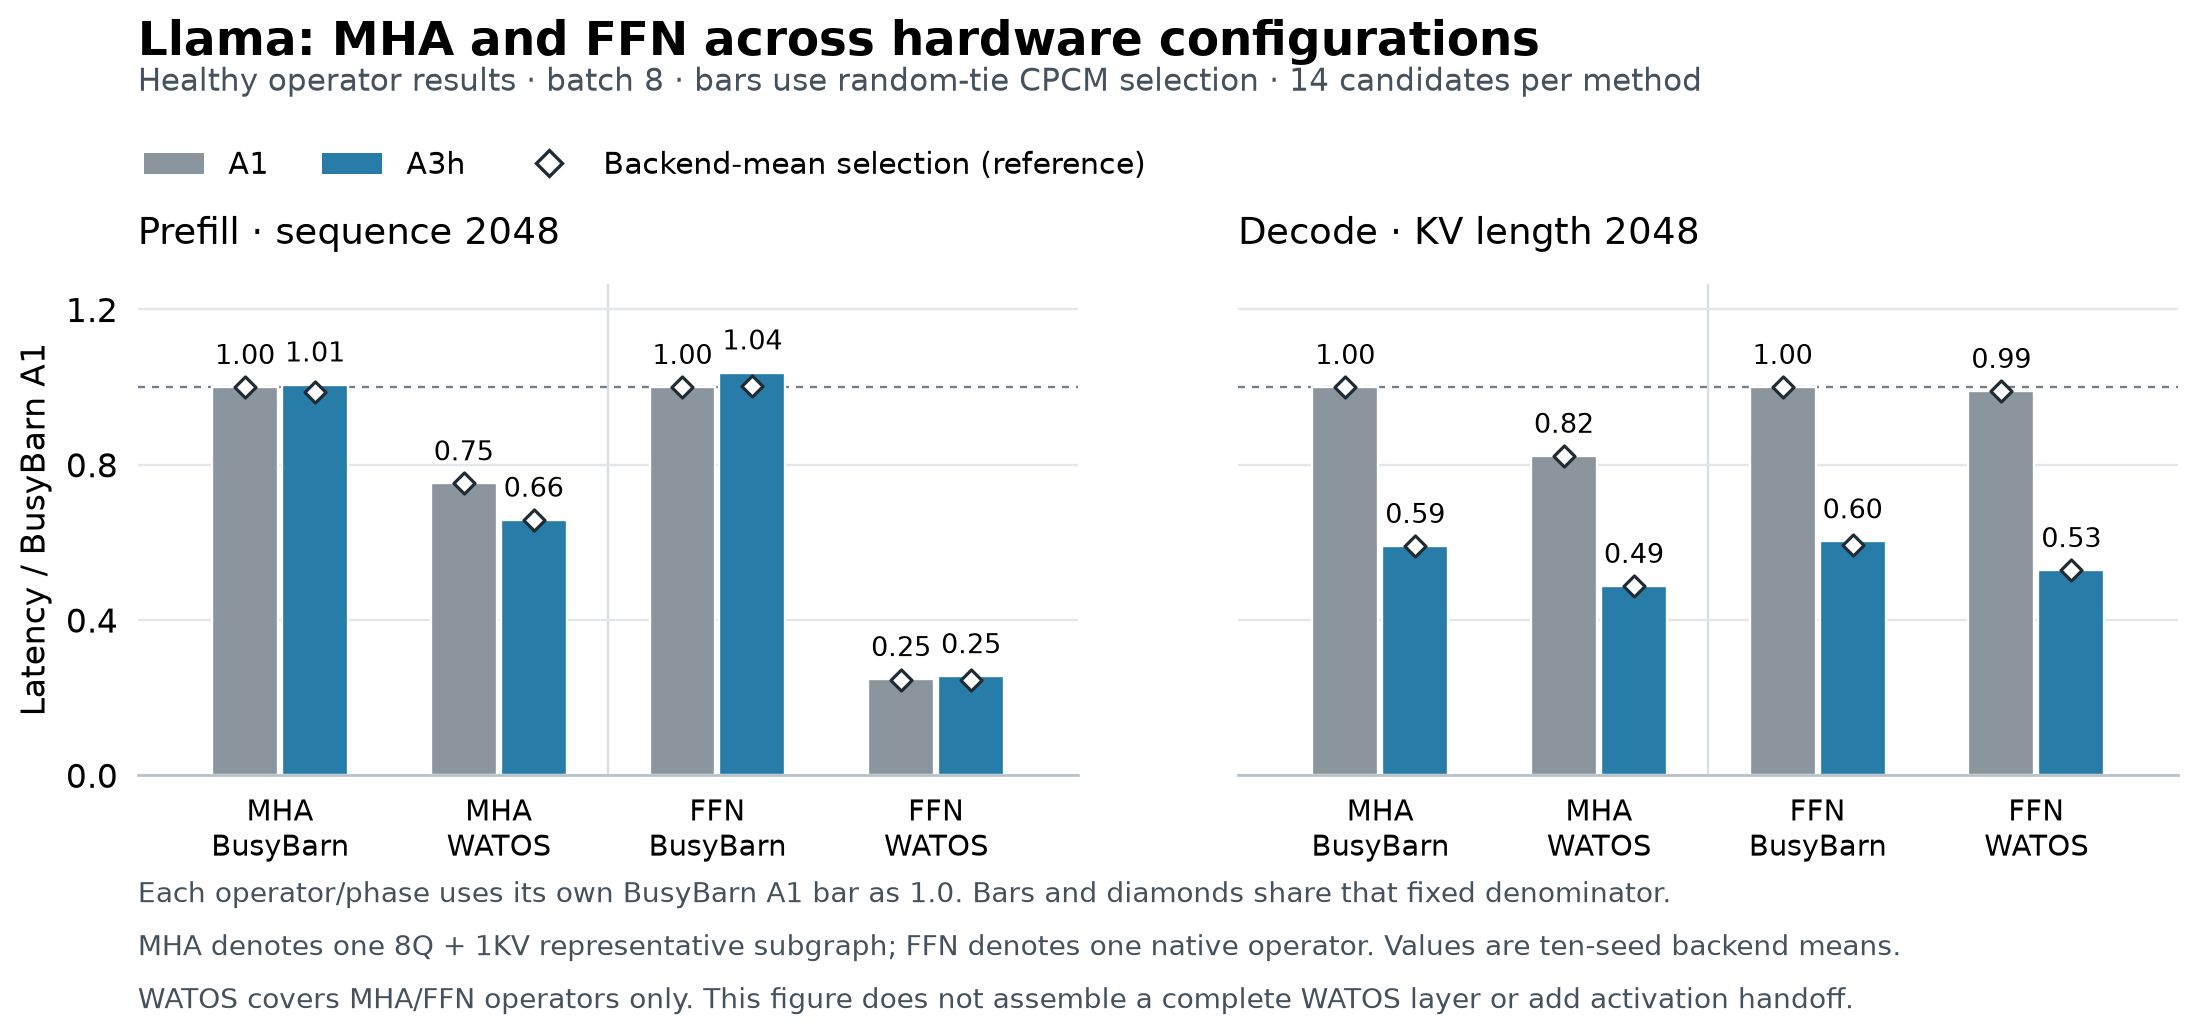 Llama: MHA and FFN across hardware configurations
Healthy operator results · batch 8 · bars use random-tie CPCM selection · 14 candidates per method
A1 A3h Backend-mean selection (reference)
Prefill · sequence 2048
Latency / BusyBarn A1
1.2
0.8
0.4
0.0
1.00 1.01
0.75
0.66
1.00 1.04
0.25 0.25
MHA BusyBarn
MHA WATOS
FFN BusyBarn
FFN WATOS
Decode · KV length 2048
1.00
0.59
0.82
0.49
1.00
0.60
0.99
0.53
MHA BusyBarn
MHA WATOS
FFN BusyBarn
FFN WATOS
Each operator/phase uses its own BusyBarn A1 bar as 1.0. Bars and diamonds share that fixed denominator.
MHA denotes one 8Q + 1KV representative subgraph; FFN denotes one native operator. Values are ten-seed backend means.
WATOS covers MHA/FFN operators only. This figure does not assemble a complete WATOS layer or add activation handoff.